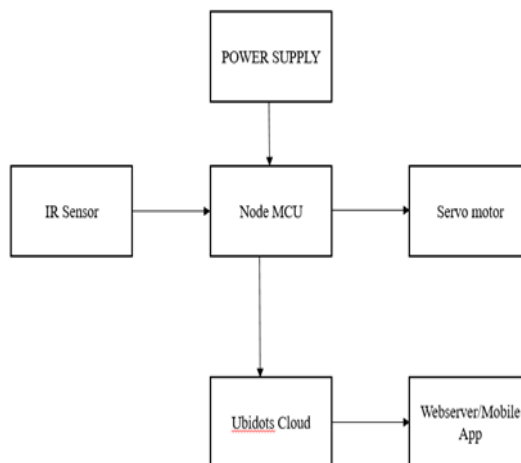 POWER SUPPLY
IR Sensor
Node MCU
Servo motor
Ubidots Cloud
Webserver/Mobile
App